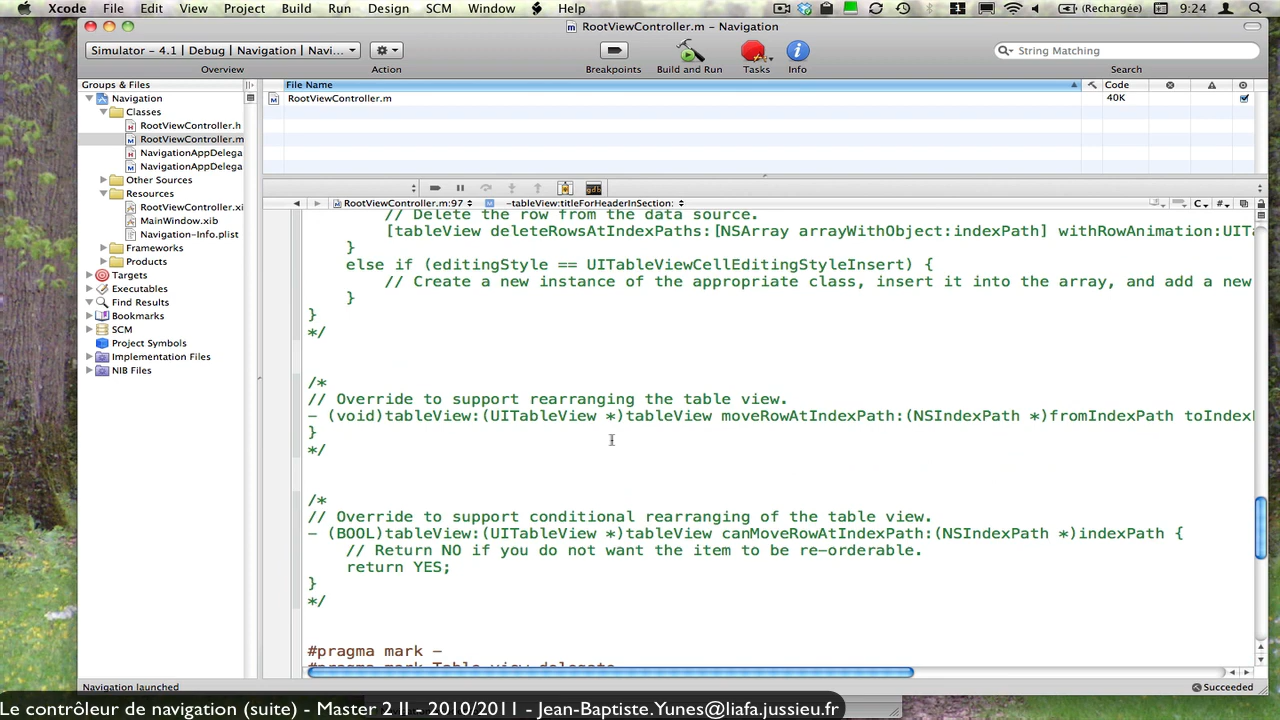 Xcode File Edit View Project Build Run Design SCM Window Help (Rechargée) 9:24
RootViewController.m – Navigation
Simulator – 4.1 | Debug | Navigation | Navi...
String Matching
Overview Action Breakpoints Build and Run Tasks Info Search
Groups & Files
File Name Code
Navigation
RootViewController.m 40K
Classes
RootViewController.h
RootViewController.m
NavigationAppDelega
NavigationAppDelega
Other Sources
Resources
RootViewController.xi
MainWindow.xib
Navigation-Info.plist
Frameworks
Products
Targets
Executables
Find Results
Bookmarks
SCM
Project Symbols
Implementation Files
NIB Files
gdb
RootViewController.m:97 -tableView:titleForHeaderInSection: C #
// Delete the row from the data source.
[tableView deleteRowsAtIndexPaths:[NSArray arrayWithObject:indexPath] withRowAnimation:UITa
}
else if (editingStyle == UITableViewCellEditingStyleInsert) {
// Create a new instance of the appropriate class, insert it into the array, and add a new
}
}
*/
/*
// Override to support rearranging the table view.
- (void)tableView:(UITableView *)tableView moveRowAtIndexPath:(NSIndexPath *)fromIndexPath toIndex
}
*/
/*
// Override to support conditional rearranging of the table view.
- (BOOL)tableView:(UITableView *)tableView canMoveRowAtIndexPath:(NSIndexPath *)indexPath {
// Return NO if you do not want the item to be re-orderable.
return YES;
}
*/
#pragma mark -
#pragma mark Table view delegate
Navigation launched
Succeeded
Le contrôleur de navigation (suite) - Master 2 II - 2010/2011 - Jean-Baptiste.Yunes@liafa.jussieu.fr